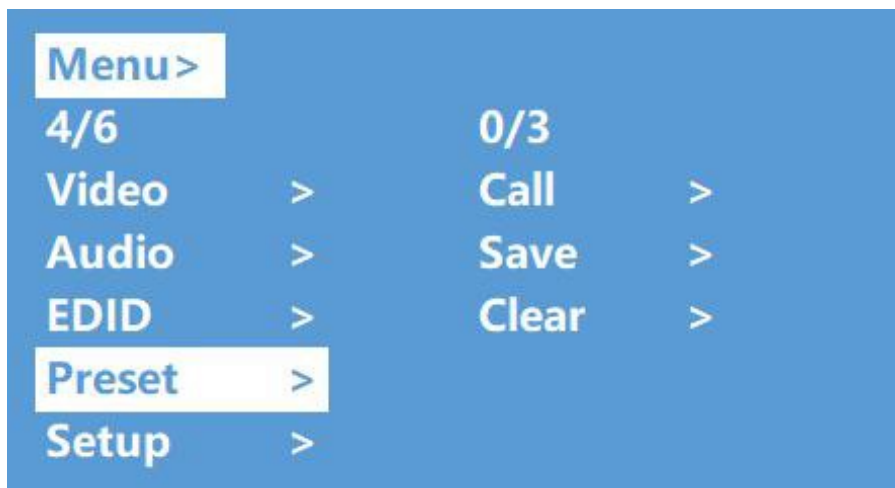 Menu>
4/6 0/3
Video > Call >
Audio > Save >
EDID > Clear >
Preset >
Setup >